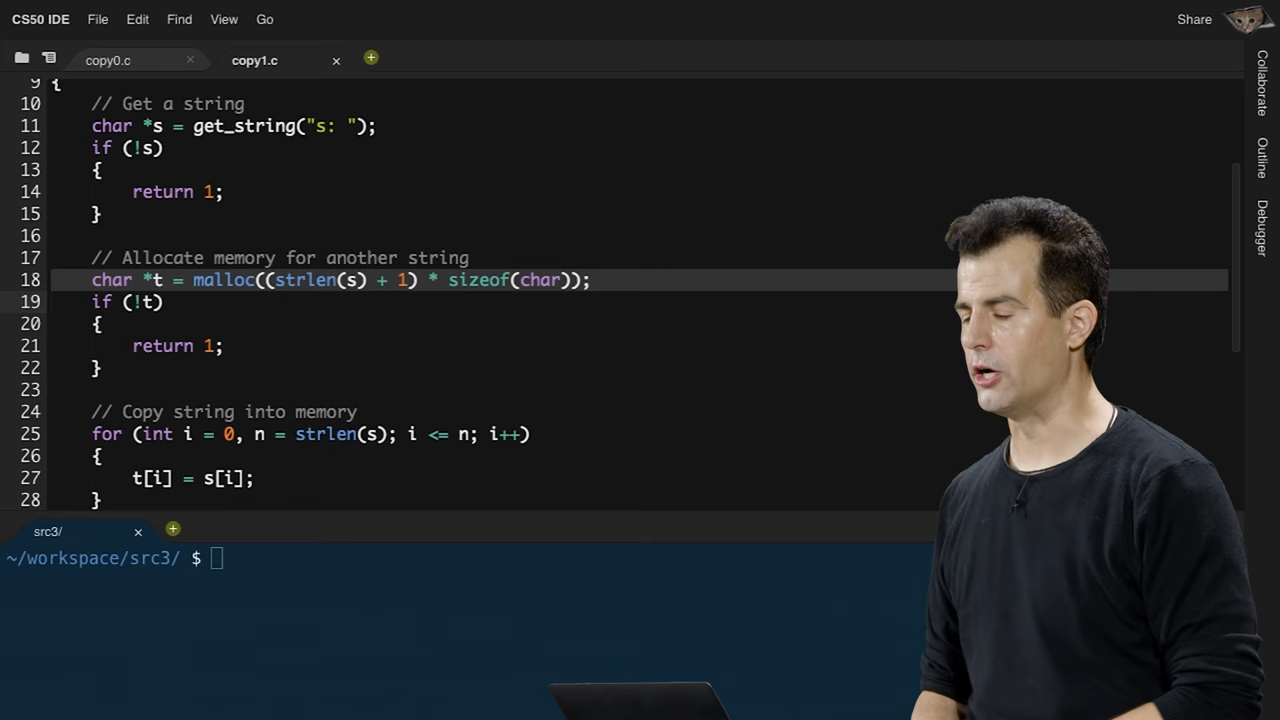 CS50 IDE File Edit Find View Go Share
copy0.c × copy1.c ×
9 {
10 // Get a string
11 char *s = get_string("s: ");
12 if (!s)
13 {
14 return 1;
15 }
16
17 // Allocate memory for another string
18 char *t = malloc((strlen(s) + 1) * sizeof(char));
19 if (!t)
20 {
21 return 1;
22 }
23
24 // Copy string into memory
25 for (int i = 0, n = strlen(s); i <= n; i++)
26 {
27 t[i] = s[i];
28 }
src3/ ×
~/workspace/src3/ $
Collaborate
Outline
Debugger